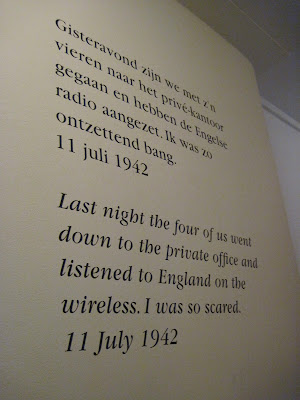 Gisteravond zijn we met z'n
vieren naar het privé-kantoor
gegaan en hebben de Engelse
radio aangezet. Ik was zo
ontzettend bang.
11 juli 1942
Last night the four of us went
down to the private office and
listened to England on the
wireless. I was so scared.
11 July 1942